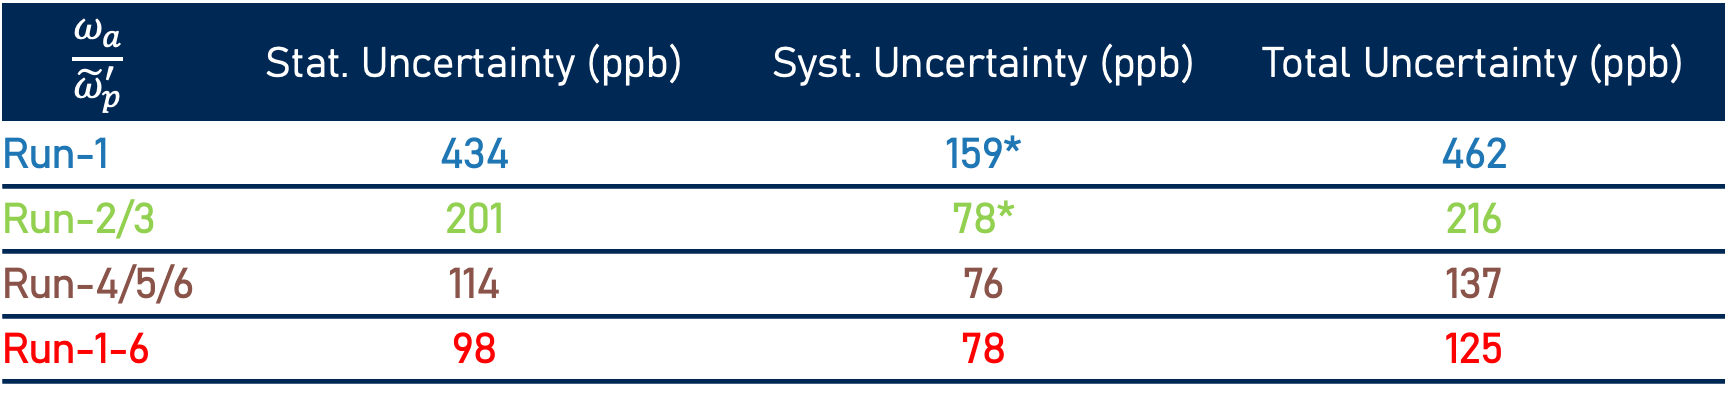 ωₐ/ω̃′ₚ Stat. Uncertainty (ppb) Syst. Uncertainty (ppb) Total Uncertainty (ppb)
Run-1 434 159* 462
Run-2/3 201 78* 216
Run-4/5/6 114 76 137
Run-1-6 98 78 125